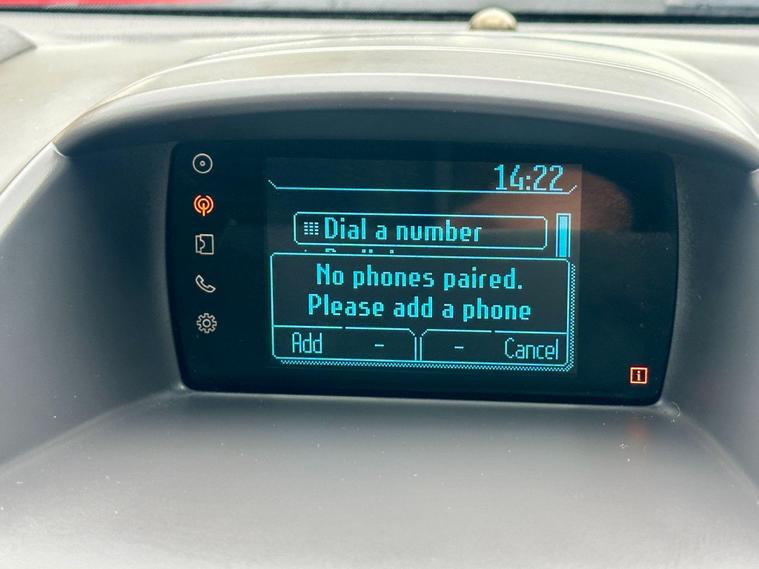 14:22
Dial a number
No phones paired.
Please add a phone
Add - - Cancel
i